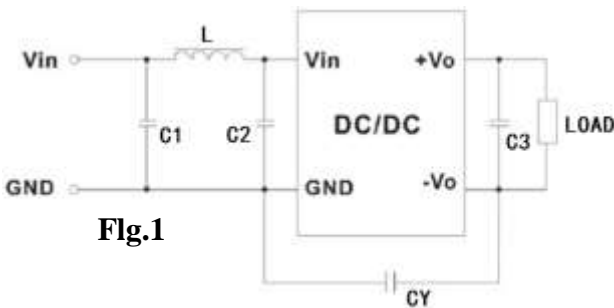 L
Vin
Vin
+Vo
C1
C2
DC/DC
C3
LOAD
GND
GND
-Vo
Flg.1
CY